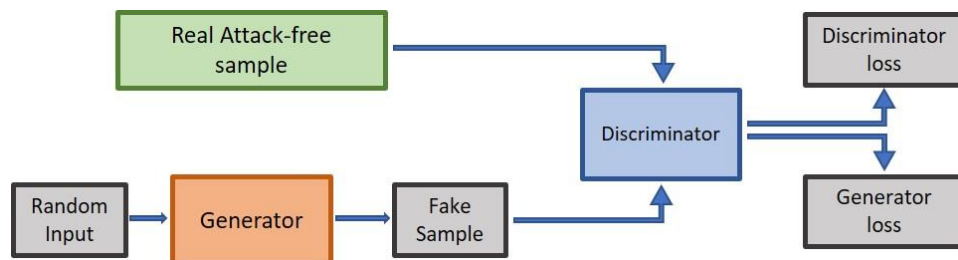 Real Attack-free
sample
Discriminator
loss
Discriminator
Random
Input
Generator
Fake
Sample
Generator
loss